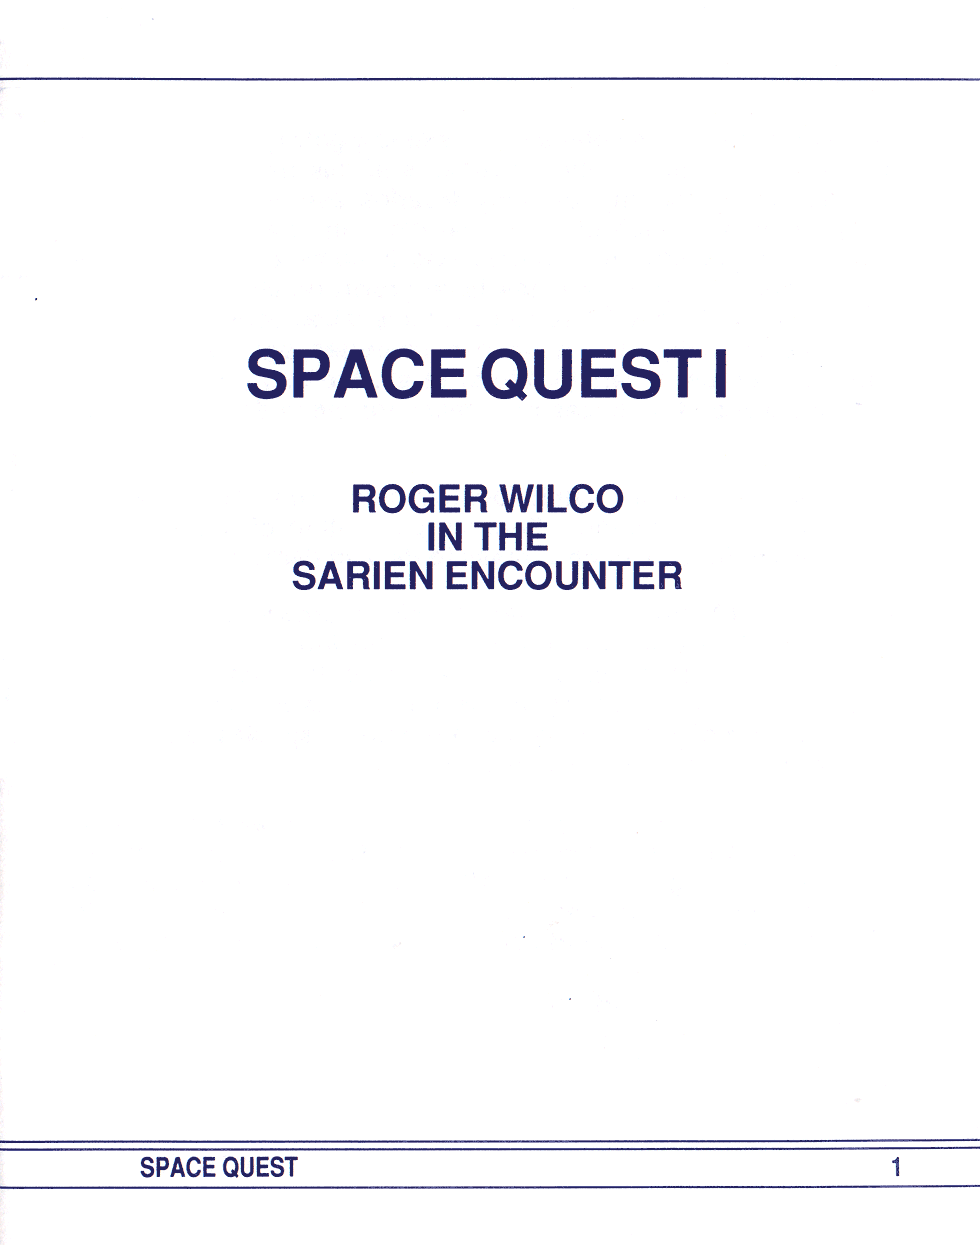 SPACE QUEST I
ROGER WILCO
IN THE
SARIEN ENCOUNTER
SPACE QUEST 1